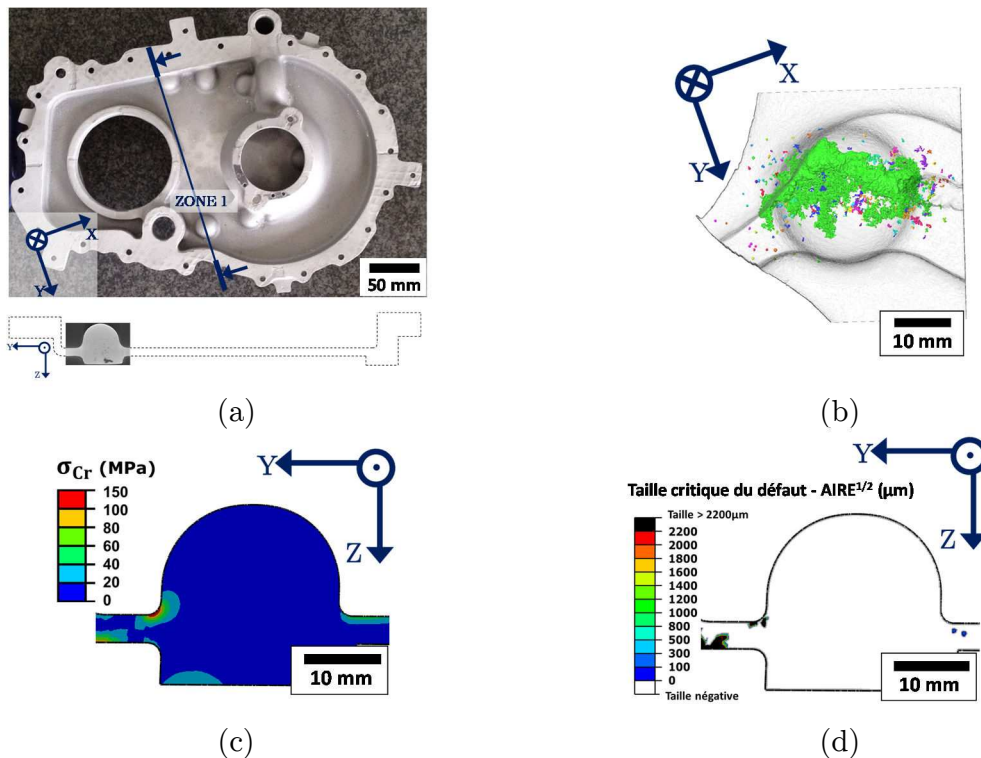 ZONE 1
X
Y
50 mm
Y
Z
(a)
X
Y
10 mm
(b)
σCr (MPa)
150
100
80
60
40
20
0
Y
Z
10 mm
(c)
Y
Z
Taille critique du défaut - AIRE^1/2 (µm)
Taille > 2200µm
2200
2000
1800
1600
1400
1200
1000
800
500
300
100
0
Taille négative
10 mm
(d)